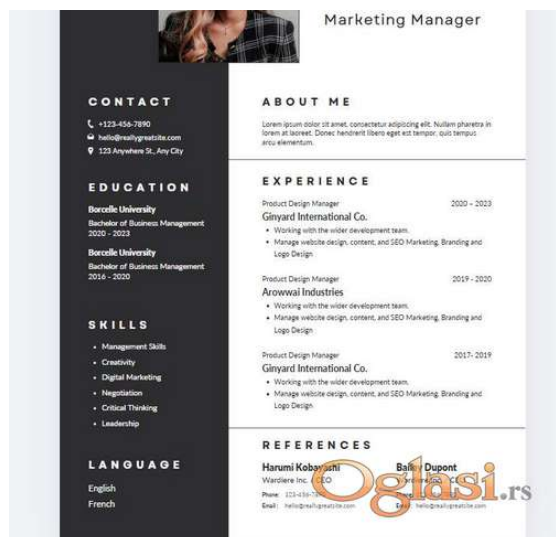 Marketing Manager
CONTACT
+123-456-7890
hello@reallygreatsite.com
123 Anywhere St., Any City
EDUCATION
Borcelle University
Bachelor of Business Management
2020 - 2023
Borcelle University
Bachelor of Business Management
2016 - 2020
SKILLS
Management Skills
Creativity
Digital Marketing
Negotiation
Critical Thinking
Leadership
LANGUAGE
English
French
ABOUT ME
Lorem ipsum dolor sit amet, consectetur adipiscing elit. Nullam pharetra in
lorem at laoreet. Donec hendrerit libero eget est tempor, quis tempus
arcu elementum.
EXPERIENCE
Product Design Manager 2020 - 2023
Ginyard International Co.
Working with the wider development team.
Manage website design, content, and SEO Marketing, Branding and
Logo Design
Product Design Manager 2019 - 2020
Arowwai Industries
Working with the wider development team.
Manage website design, content, and SEO Marketing, Branding and
Logo Design
Product Design Manager 2017- 2019
Ginyard International Co.
Working with the wider development team.
Manage website design, content, and SEO Marketing, Branding and
Logo Design
REFERENCES
Harumi Kobayashi Bailey Dupont
Wardiere Inc. / CEO Wardiere Inc. /
Phone: Phone:
Email: hello@reallygreatsite.com Email: hello@reallygreatsite.com
Oglasi.rs